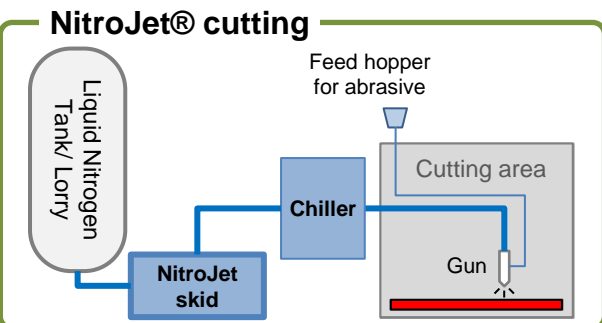 NitroJet® cutting
Liquid Nitrogen
Tank/ Lorry
NitroJet
skid
Chiller
Feed hopper
for abrasive
Cutting area
Gun